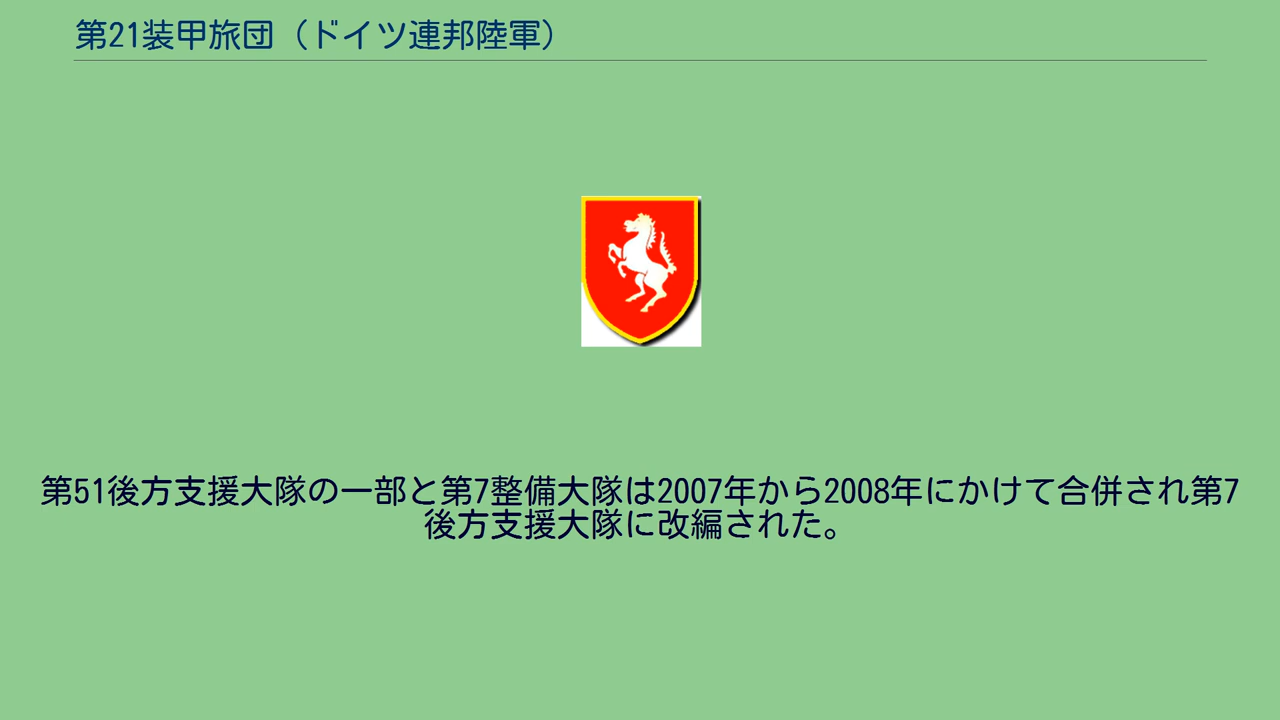 第21装甲旅団（ドイツ連邦陸軍）
第51後方支援大隊の一部と第7整備大隊は2007年から2008年にかけて合併され第7
後方支援大隊に改編された。